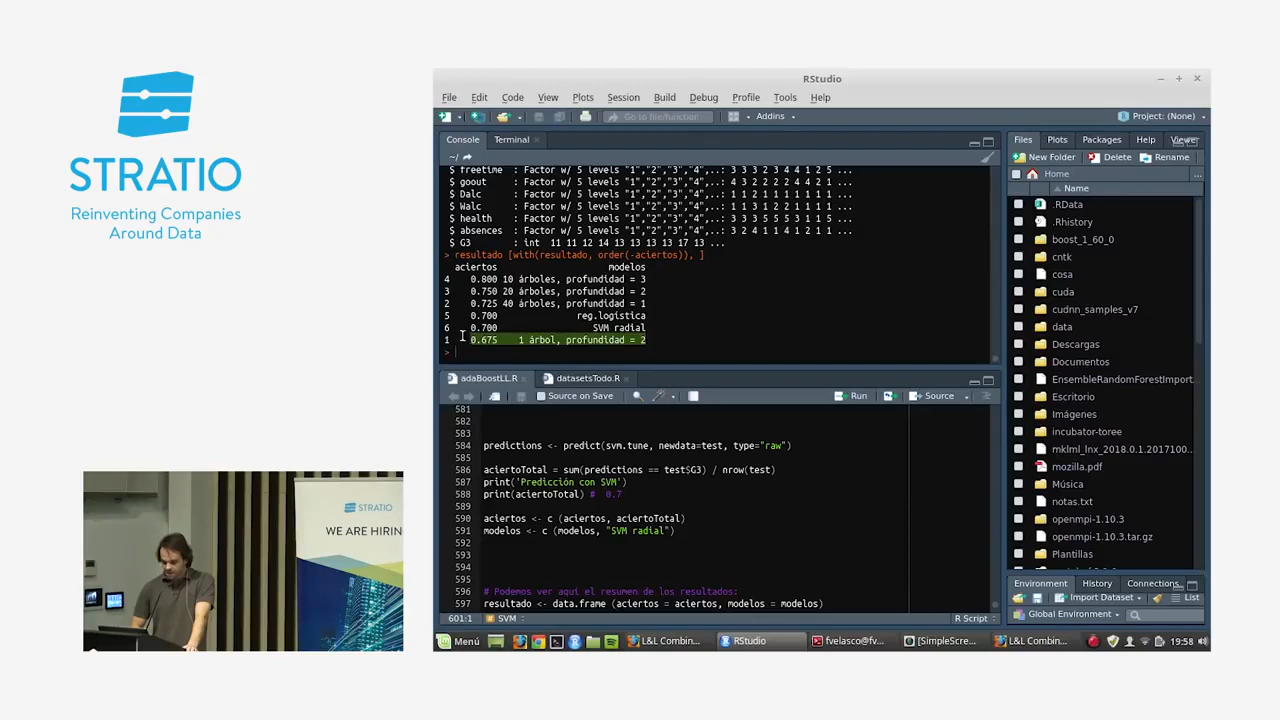 STRATIO
Reinventing Companies
Around Data
STRATIO
WE ARE HIRING
RStudio
File Edit Code View Plots Session Build Debug Profile Tools Help
Go to file/function Addins Project: (None)
Console Terminal
~/
$ freetime : Factor w/ 5 levels "1","2","3","4",..: 3 3 3 2 3 4 4 1 2 5 ...
$ goout : Factor w/ 5 levels "1","2","3","4",..: 4 3 2 2 2 2 4 4 2 1 ...
$ Dalc : Factor w/ 5 levels "1","2","3","4",..: 1 1 2 1 1 1 1 1 1 1 ...
$ Walc : Factor w/ 5 levels "1","2","3","4",..: 1 1 3 1 2 2 1 1 1 1 ...
$ health : Factor w/ 5 levels "1","2","3","4",..: 3 3 3 5 5 5 3 1 1 5 ...
$ absences : Factor w/ 5 levels "1","2","3","4",..: 3 2 4 1 1 4 1 2 1 1 ...
$ G3 : int 11 11 12 14 13 13 13 13 17 13 ...
> resultado [with(resultado, order(-aciertos)), ]
aciertos modelos
4 0.800 10 árboles, profundidad = 3
3 0.750 20 árboles, profundidad = 2
2 0.725 40 árboles, profundidad = 1
5 0.700 reg.logística
6 0.700 SVM radial
1 0.675 1 árbol, profundidad = 2
>
adaBoostLL.R datasetsTodo.R
Source on Save Run Source
581
582
583
584 predictions <- predict(svm.tune, newdata=test, type="raw")
585
586 aciertoTotal = sum(predictions == test$G3) / nrow(test)
587 print('Predicción con SVM')
588 print(aciertoTotal) # 0.7
589
590 aciertos <- c (aciertos, aciertoTotal)
591 modelos <- c (modelos, "SVM radial")
592
593
594
595
596 # Podemos ver aqui el resumen de los resultados:
597 resultado <- data.frame (aciertos = aciertos, modelos = modelos)
601:1 SVM R Script
Files Plots Packages Help Viewer
New Folder Delete Rename
Home ...
Name
.RData
.Rhistory
boost_1_60_0
cntk
cosa
cuda
cudnn_samples_v7
data
Descargas
Documentos
EnsembleRandomForestImport...
Escritorio
Imágenes
incubator-toree
mklml_lnx_2018.0.1.2017100...
mozilla.pdf
Música
notas.txt
openmpi-1.10.3
openmpi-1.10.3.tar.gz
Plantillas
Environment History Connections
Import Dataset List
Global Environment
Menú L&L Combin... RStudio fvelasco@fv... [SimpleScre... L&L Combin... 19:58